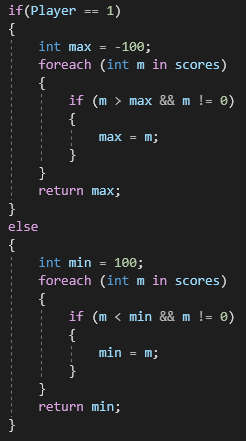 if(Player == 1)
{
    int max = -100;
    foreach (int m in scores)
    {
        if (m > max && m != 0)
        {
            max = m;
        }
    }
    return max;
}
else
{
    int min = 100;
    foreach (int m in scores)
    {
        if (m < min && m != 0)
        {
            min = m;
        }
    }
    return min;
}